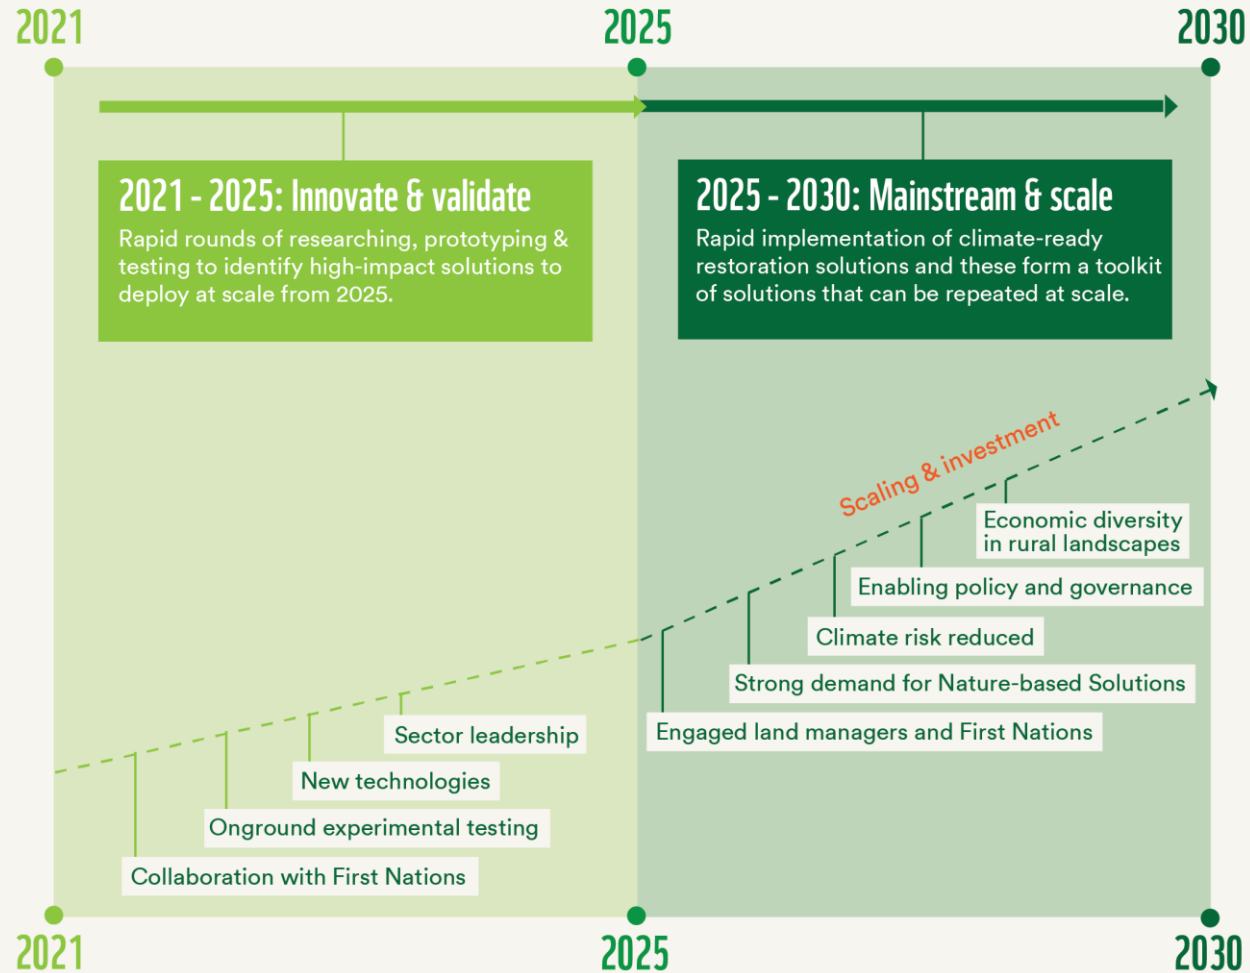 2021
2025
2030
2021 - 2025: Innovate & validate
Rapid rounds of researching, prototyping &
testing to identify high-impact solutions to
deploy at scale from 2025.
2025 - 2030: Mainstream & scale
Rapid implementation of climate-ready
restoration solutions and these form a toolkit
of solutions that can be repeated at scale.
Scaling & investment
Economic diversity
in rural landscapes
Enabling policy and governance
Climate risk reduced
Strong demand for Nature-based Solutions
Engaged land managers and First Nations
Sector leadership
New technologies
Onground experimental testing
Collaboration with First Nations
2021
2025
2030